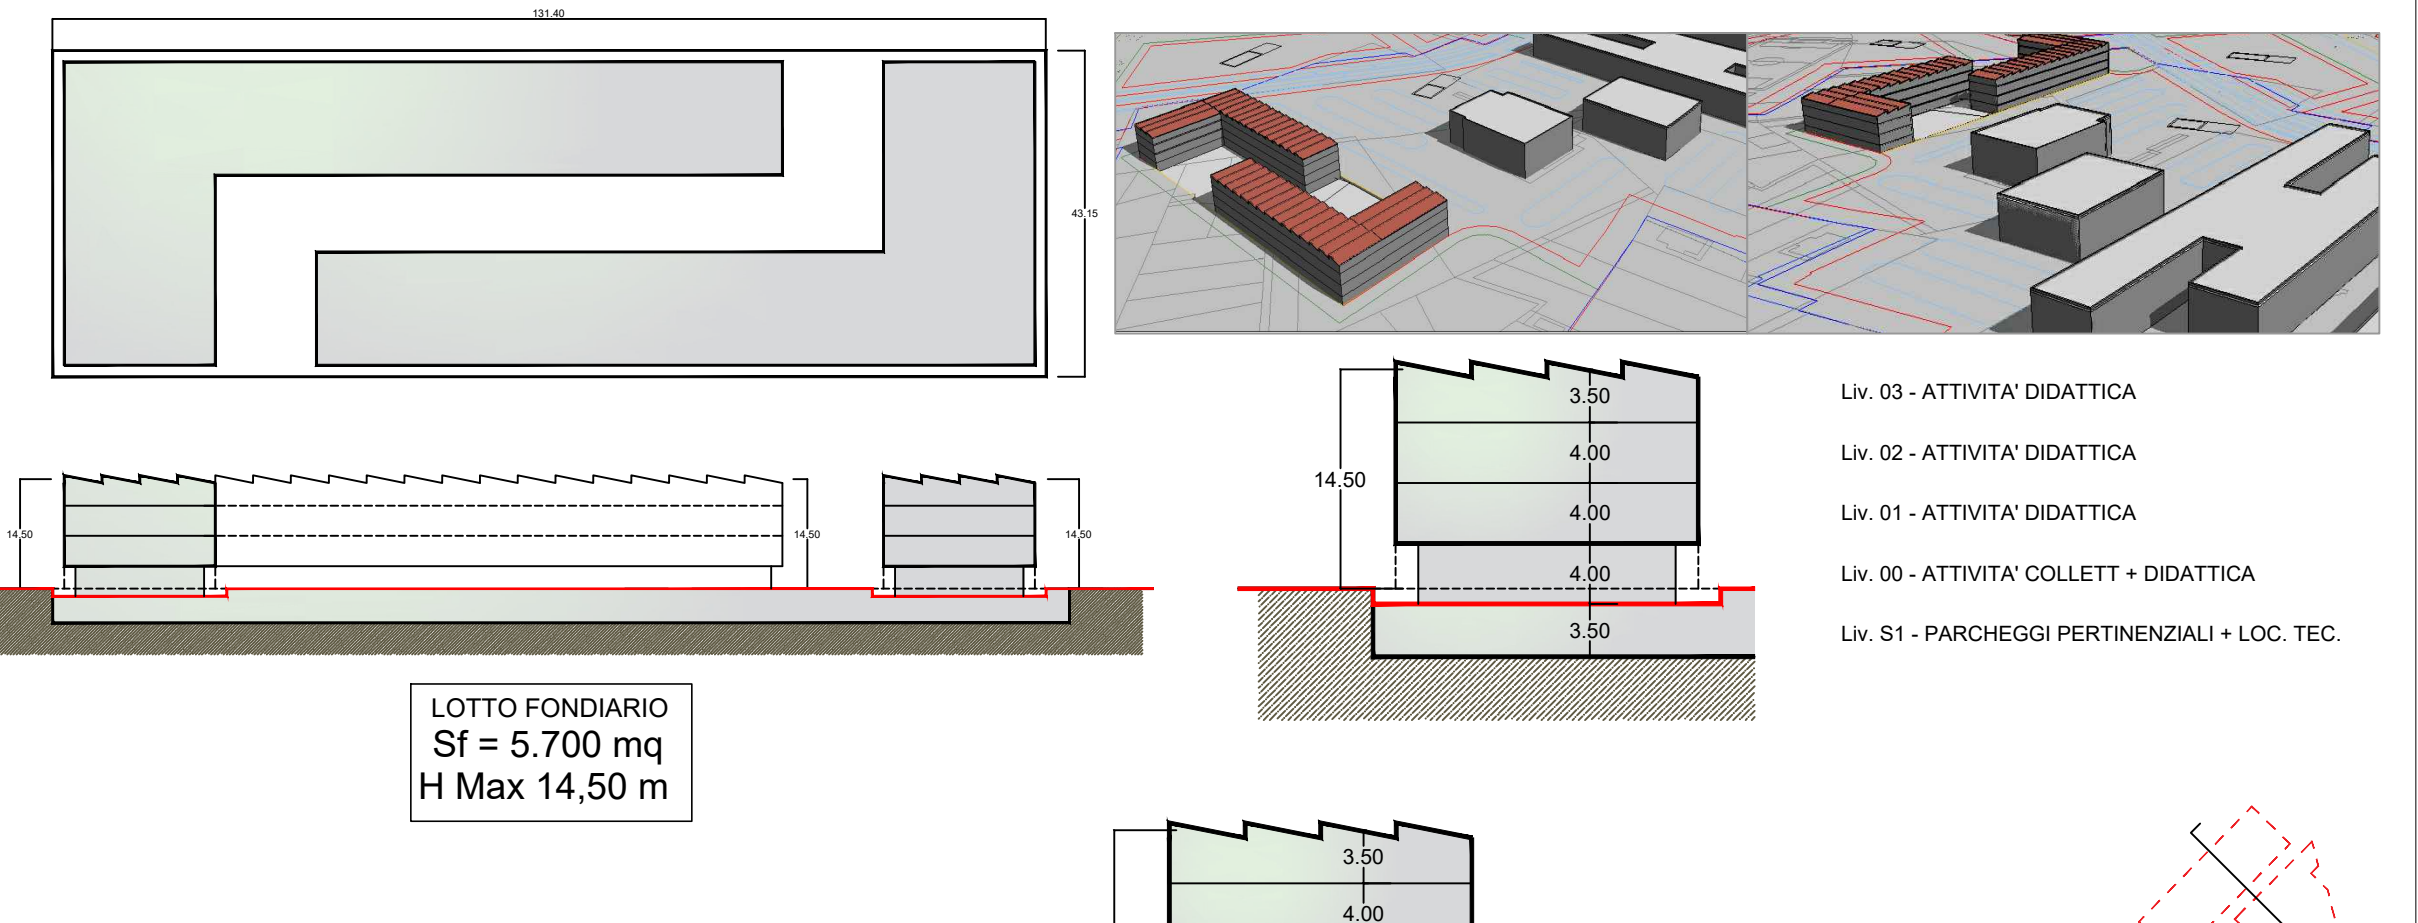 131.40
43.15
3.50
4.00
4.00
4.00
3.50
14.50
Liv. 03 - ATTIVITA' DIDATTICA
Liv. 02 - ATTIVITA' DIDATTICA
Liv. 01 - ATTIVITA' DIDATTICA
Liv. 00 - ATTIVITA' COLLETT + DIDATTICA
Liv. S1 - PARCHEGGI PERTINENZIALI + LOC. TEC.
14.50
14.50
14.50
LOTTO FONDIARIO
Sf = 5.700 mq
H Max 14,50 m
3.50
4.00